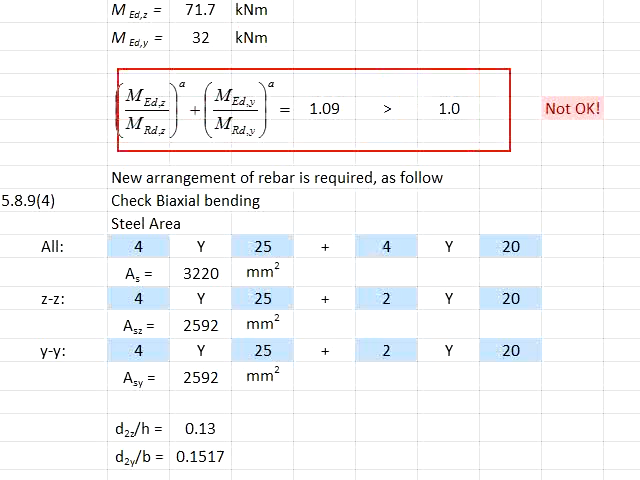 M Ed,z = 71.7 kNm
M Ed,y = 32 kNm
(M Ed,z / M Rd,z)^a + (M Ed,y / M Rd,y)^a = 1.09 > 1.0 Not OK!
New arrangement of rebar is required, as follow
5.8.9(4) Check Biaxial bending
Steel Area
All: 4 Y 25 + 4 Y 20
As = 3220 mm²
z-z: 4 Y 25 + 2 Y 20
Asz = 2592 mm²
y-y: 4 Y 25 + 2 Y 20
Asy = 2592 mm²
d2z/h = 0.13
d2y/b = 0.1517